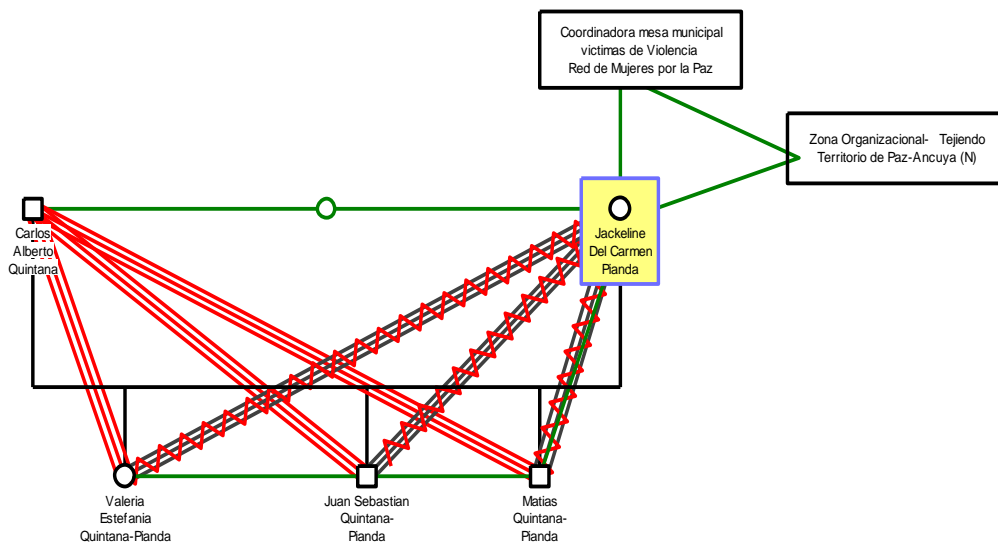 Coordinadora mesa municipal
victimas de Violencia
Red de Mujeres por la Paz
Zona Organizacional- Tejiendo
Territorio de Paz-Ancuya (N)
Carlos
Alberto
Quintana
Jackeline
Del Carmen
Pianda
Valeria
Estefania
Quintana-Pianda
Juan Sebastian
Quintana-
Pianda
Matias
Quintana-
Pianda